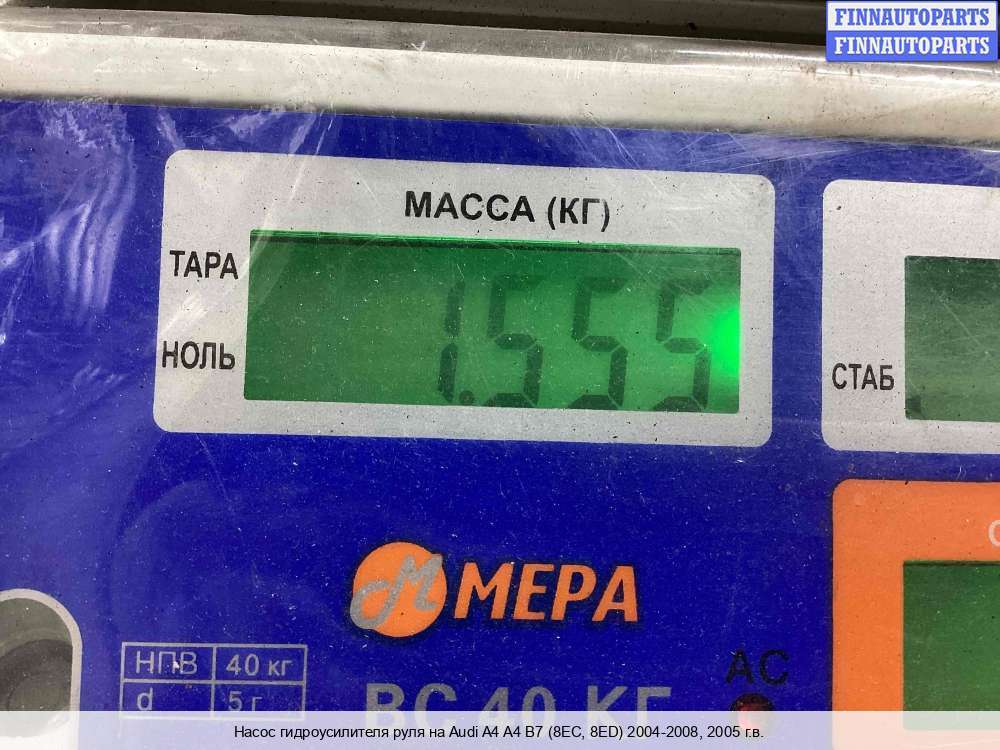 FINNAUTOPARTS
FINNAUTOPARTS
МАССА (КГ)
ТАРА
1.555
НОЛЬ
СТАБ
МЕРА
НПВ 40 кг
d 5 г
ВС 40 КГ
AC
Насос гидроусилителя руля на Audi A4 A4 B7 (8EC, 8ED) 2004-2008, 2005 г.в.